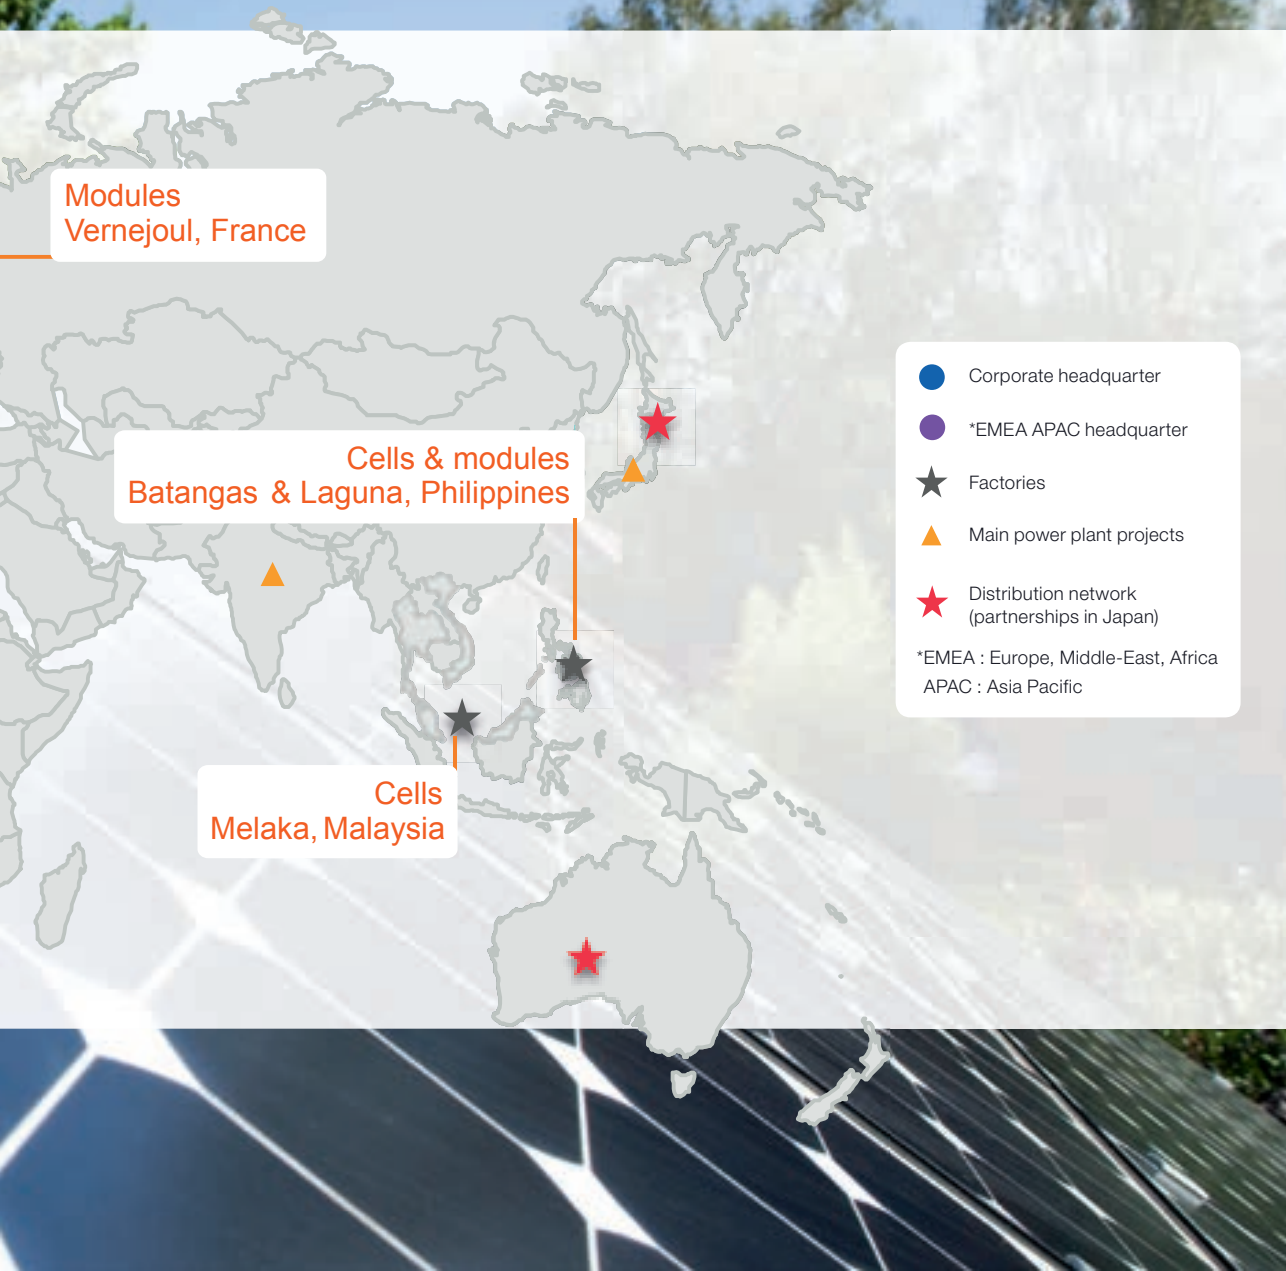 Modules
Vernejoul, France
Cells & modules
Batangas & Laguna, Philippines
Cells
Melaka, Malaysia
Corporate headquarter
*EMEA APAC headquarter
Factories
Main power plant projects
Distribution network
(partnerships in Japan)
*EMEA : Europe, Middle-East, Africa
APAC : Asia Pacific